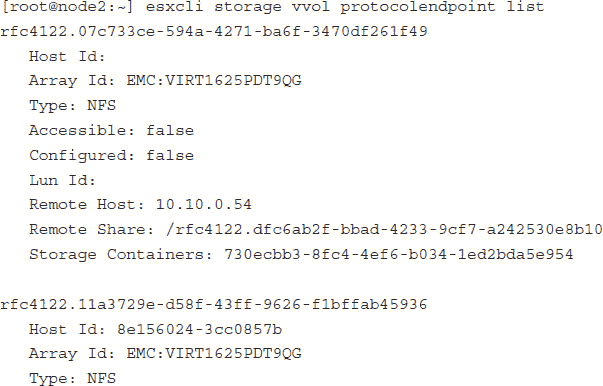 [root@node2:~] esxcli storage vvol protocolendpoint list
rfc4122.07c733ce-594a-4271-ba6f-3470df261f49
Host Id:
Array Id: EMC:VIRT1625PDT9QG
Type: NFS
Accessible: false
Configured: false
Lun Id:
Remote Host: 10.10.0.54
Remote Share: /rfc4122.dfc6ab2f-bbad-4233-9cf7-a242530e8b10
Storage Containers: 730ecbb3-8fc4-4ef6-b034-1ed2bda5e954
rfc4122.11a3729e-d58f-43ff-9626-f1bffab45936
Host Id: 8e156024-3cc0857b
Array Id: EMC:VIRT1625PDT9QG
Type: NFS